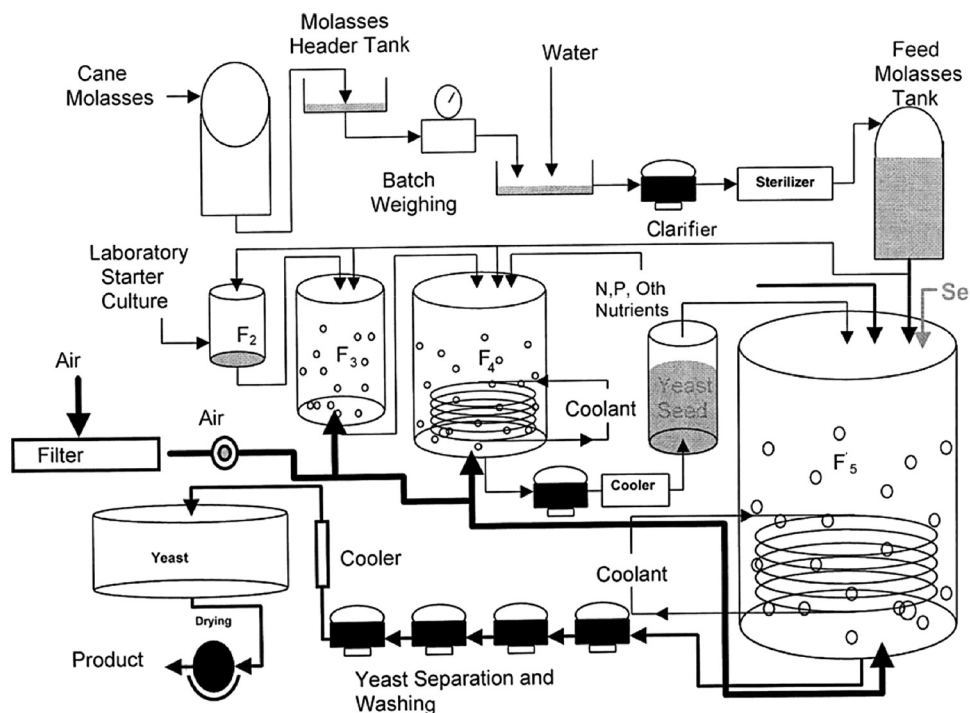 Molasses
Header Tank
Cane
Molasses
Water
Feed
Molasses
Tank
Batch
Weighing
Sterilizer
Clarifier
Laboratory
Starter
Culture
N,P, Oth
Nutrients
Se
F2
F3
F4
Yeast
Seed
Air
Air
Coolant
F5
Filter
Cooler
Yeast
Cooler
Coolant
Drying
Product
Yeast Separation and
Washing